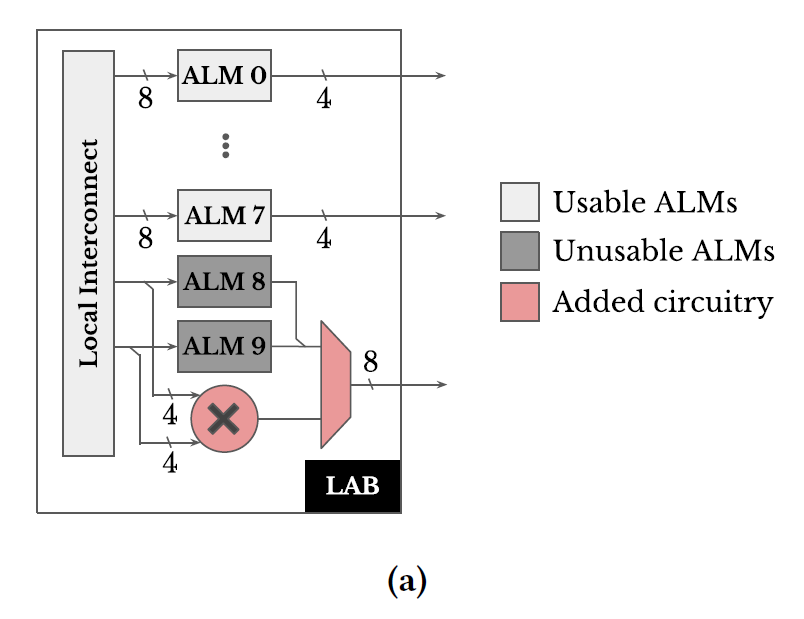 ALM 0
8
4
Local Interconnect
ALM 7
8
4
ALM 8
ALM 9
8
4
4
LAB
Usable ALMs
Unusable ALMs
Added circuitry
(a)